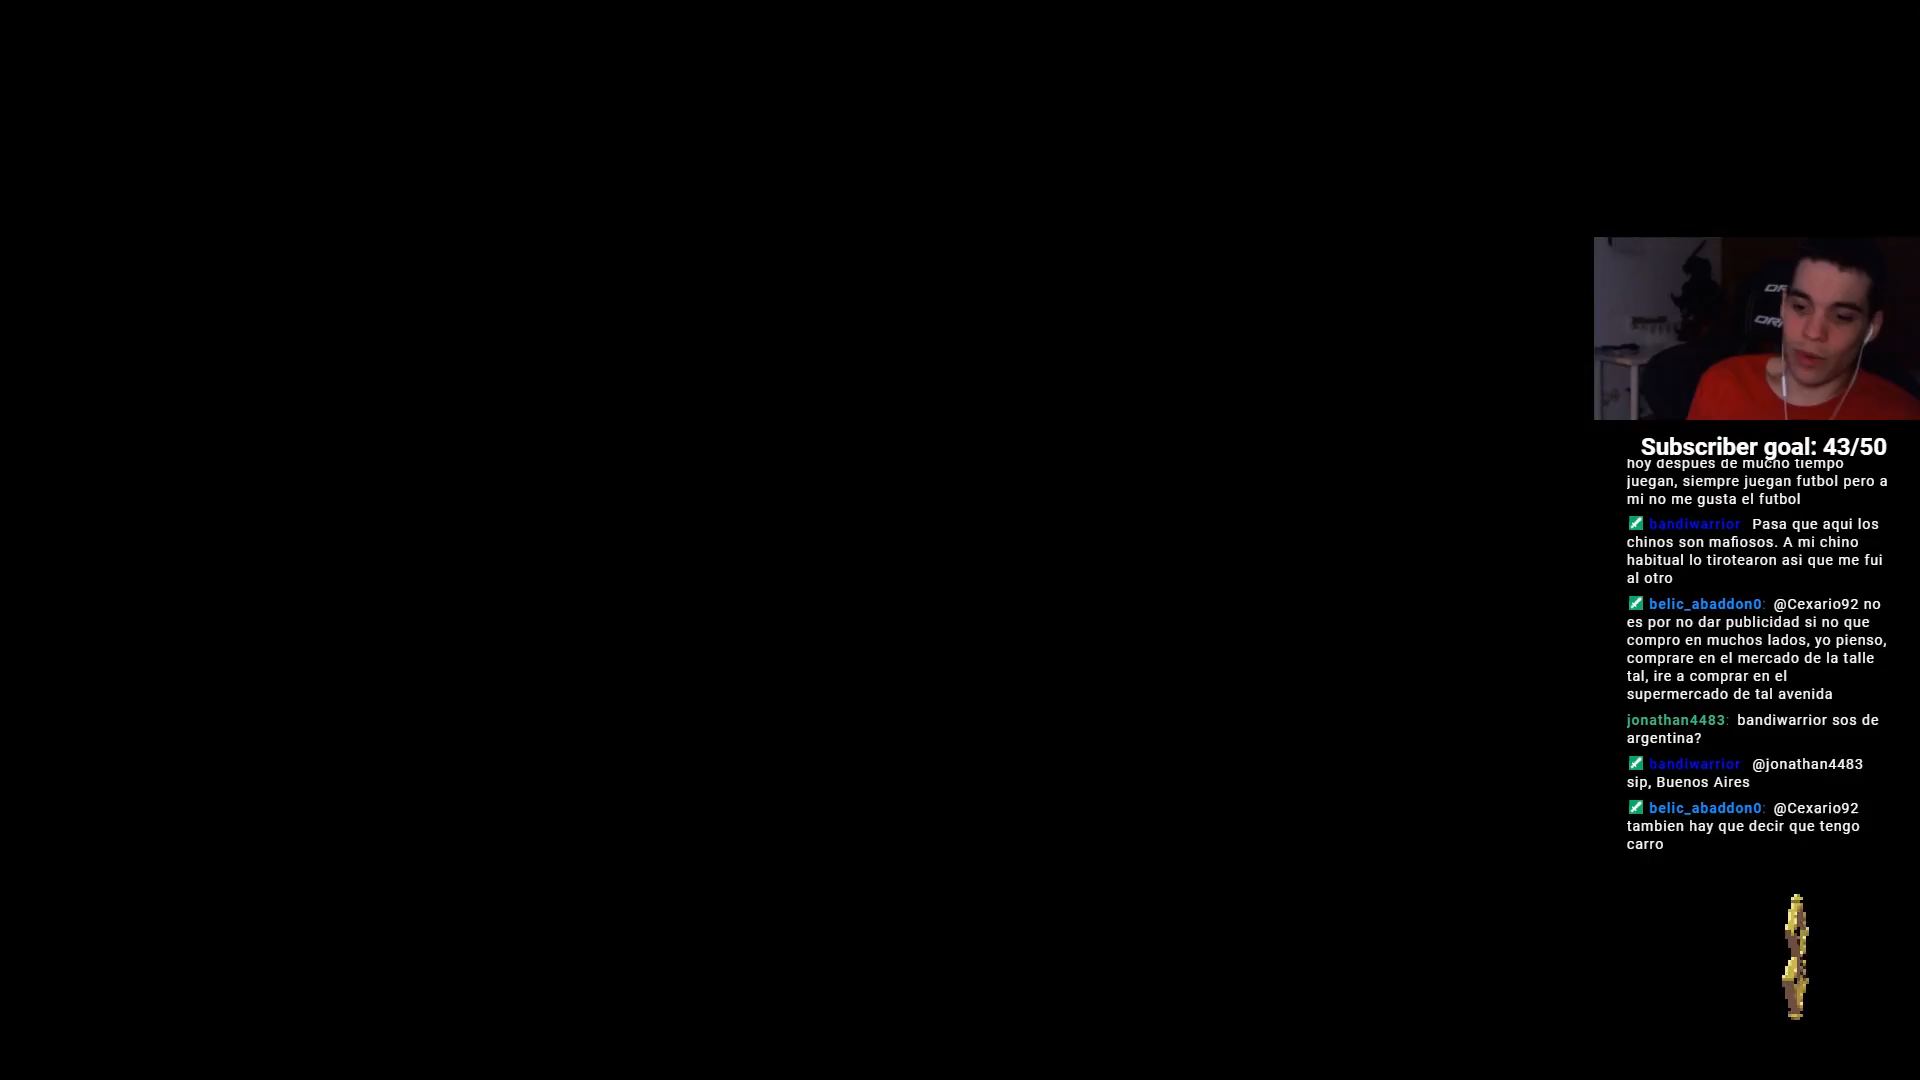 Subscriber goal: 43/50
hoy despues de mucho tiempo
juegan, siempre juegan futbol pero a
mi no me gusta el futbol
bandiwarrior: Pasa que aqui los
chinos son mafiosos. A mi chino
habitual lo tirotearon asi que me fui
al otro
belic_abaddon0: @Cexario92 no
es por no dar publicidad si no que
compro en muchos lados, yo pienso,
comprare en el mercado de la talle
tal, ire a comprar en el
supermercado de tal avenida
jonathan4483: bandiwarrior sos de
argentina?
bandiwarrior: @jonathan4483
sip, Buenos Aires
belic_abaddon0: @Cexario92
tambien hay que decir que tengo
carro